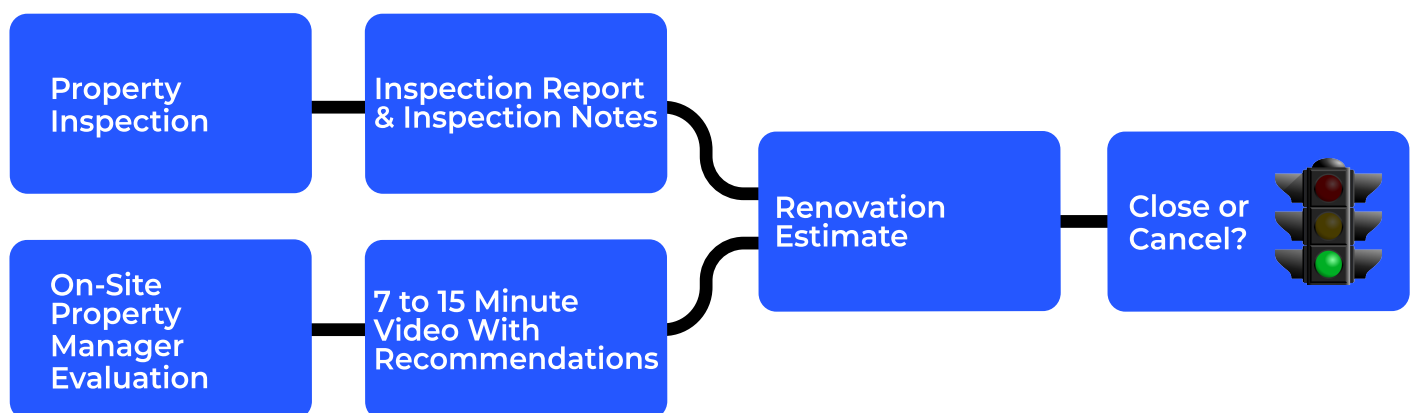 Property
Inspection
Inspection Report
& Inspection Notes
On-Site
Property
Manager
Evaluation
7 to 15 Minute
Video With
Recommendations
Renovation
Estimate
Close or
Cancel?